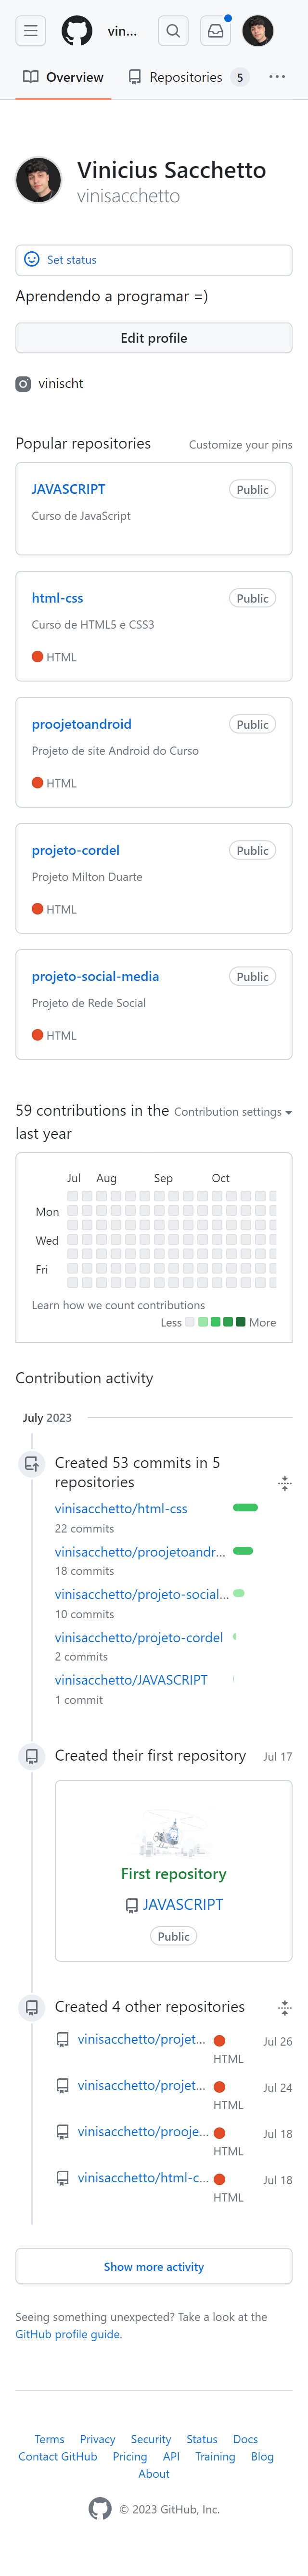 vin...
Overview
Repositories 5
Vinicius Sacchetto
vinisacchetto
Set status
Aprendendo a programar =)
Edit profile
vinischt
Popular repositories
Customize your pins
JAVASCRIPT
Public
Curso de JavaScript
html-css
Public
Curso de HTML5 e CSS3
HTML
proojetoandroid
Public
Projeto de site Android do Curso
HTML
projeto-cordel
Public
Projeto Milton Duarte
HTML
projeto-social-media
Public
Projeto de Rede Social
HTML
59 contributions in the last year
Contribution settings
Jul Aug Sep Oct
Mon
Wed
Fri
Learn how we count contributions
Less More
Contribution activity
July 2023
Created 53 commits in 5
repositories
vinisacchetto/html-css
22 commits
vinisacchetto/proojetoandr...
18 commits
vinisacchetto/projeto-social...
10 commits
vinisacchetto/projeto-cordel
2 commits
vinisacchetto/JAVASCRIPT
1 commit
Created their first repository
Jul 17
First repository
JAVASCRIPT
Public
Created 4 other repositories
vinisacchetto/projet...
HTML
Jul 26
vinisacchetto/projet...
HTML
Jul 24
vinisacchetto/prooje...
HTML
Jul 18
vinisacchetto/html-c...
HTML
Jul 18
Show more activity
Seeing something unexpected? Take a look at the
GitHub profile guide.
Terms Privacy Security Status Docs
Contact GitHub Pricing API Training Blog
About
© 2023 GitHub, Inc.